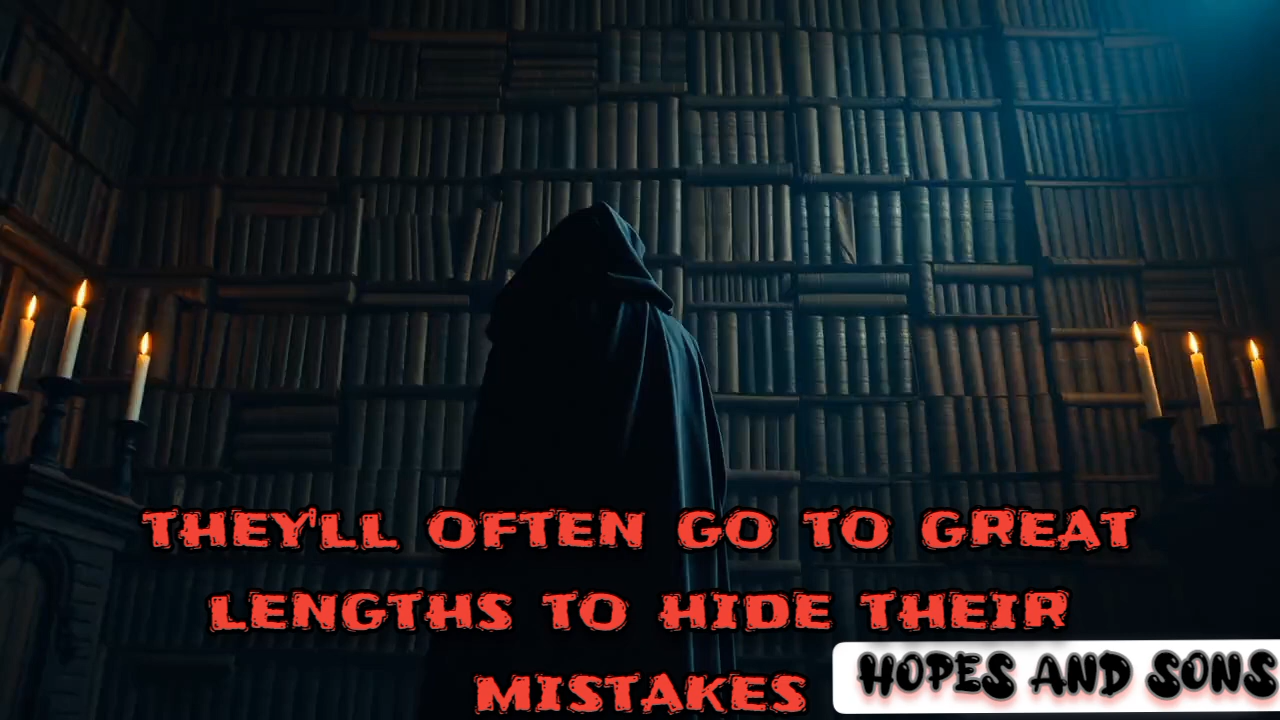 THEY'LL OFTEN GO TO GREAT
LENGTHS TO HIDE THEIR
MISTAKES
HOPES AND SONS